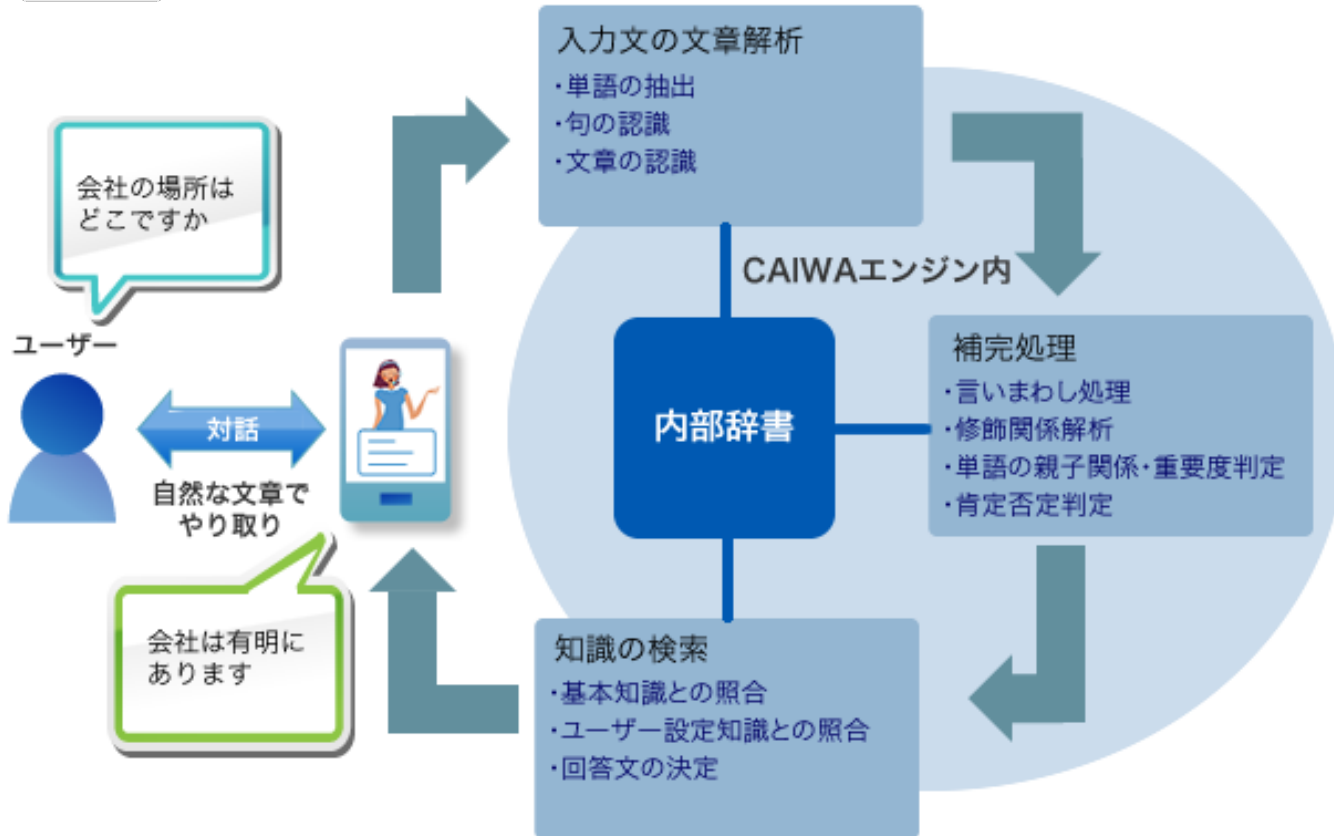 入力文の文章解析
・単語の抽出
・句の認識
・文章の認識
会社の場所は
どこですか
CAIWAエンジン内
ユーザー
対話
自然な文章で
やり取り
内部辞書
補完処理
・言いまわし処理
・修飾関係解析
・単語の親子関係・重要度判定
・肯定否定判定
会社は有明に
あります
知識の検索
・基本知識との照合
・ユーザー設定知識との照合
・回答文の決定